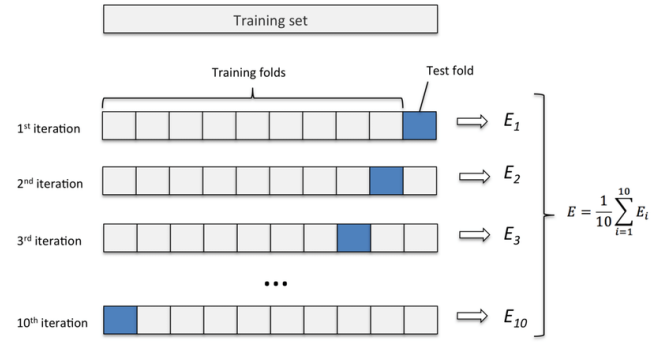 Training set
Training folds
Test fold
1st iteration
E1
2nd iteration
E2
3rd iteration
E3
E = 1/10 ∑ i=1 10 Ei
...
10th iteration
E10